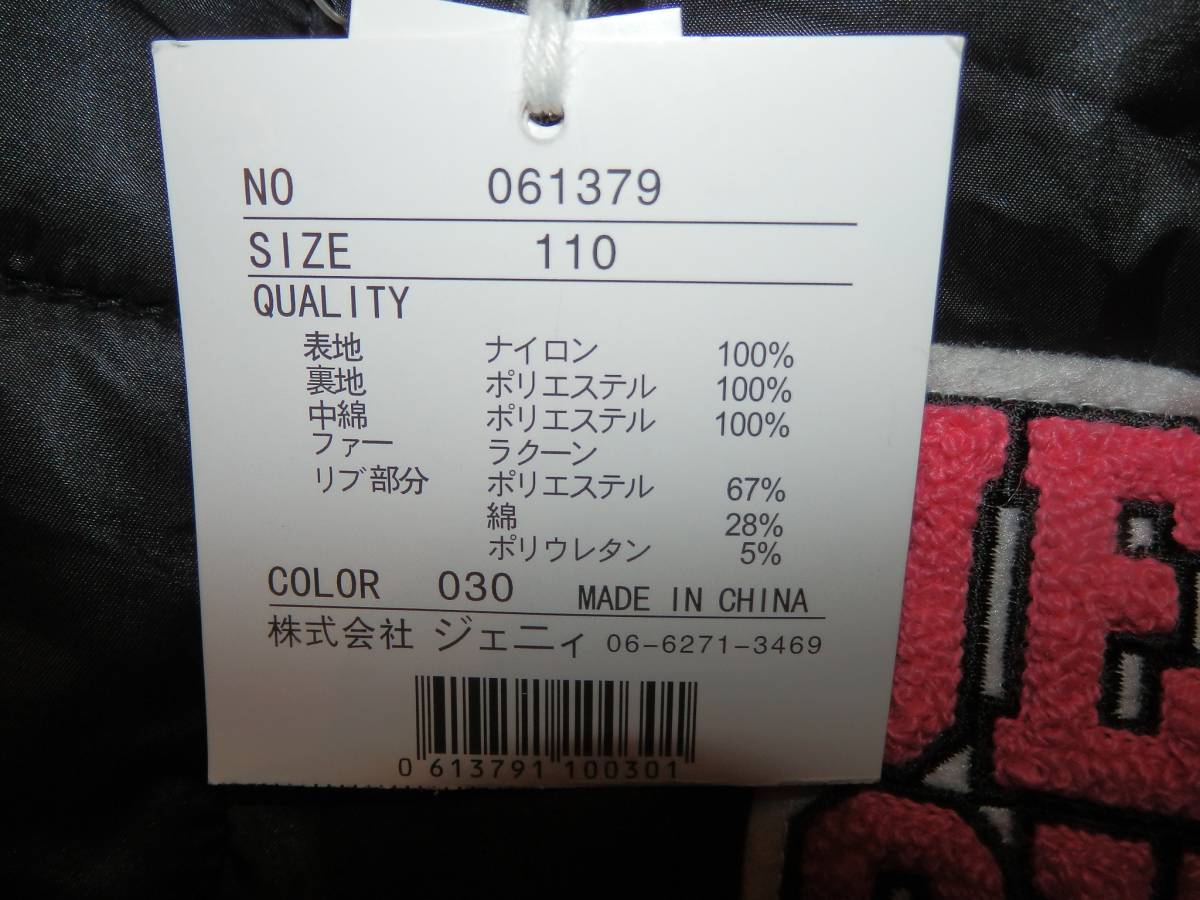 NO 061379
SIZE 110
QUALITY
表地 ナイロン 100%
裏地 ポリエステル 100%
中綿 ポリエステル 100%
ファー ラクーン
リブ部分 ポリエステル 67%
綿 28%
ポリウレタン 5%
COLOR 030 MADE IN CHINA
株式会社 ジェニィ 06-6271-3469
0 613791 100301